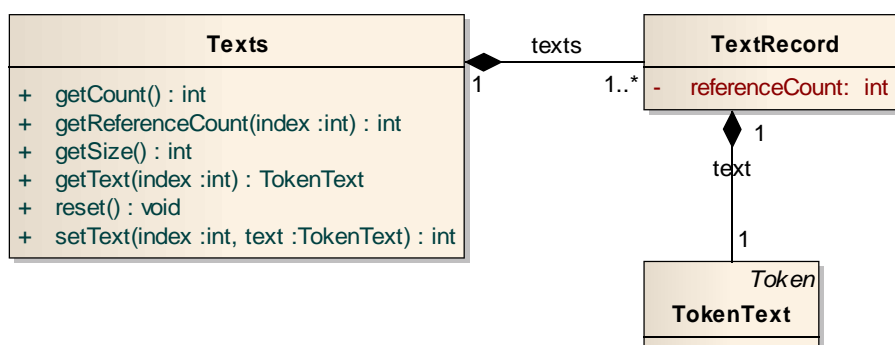 Texts
+ getCount() : int
+ getReferenceCount(index :int) : int
+ getSize() : int
+ getText(index :int) : TokenText
+ reset() : void
+ setText(index :int, text :TokenText) : int
texts
1
1..*
TextRecord
- referenceCount: int
1
text
1
Token
TokenText